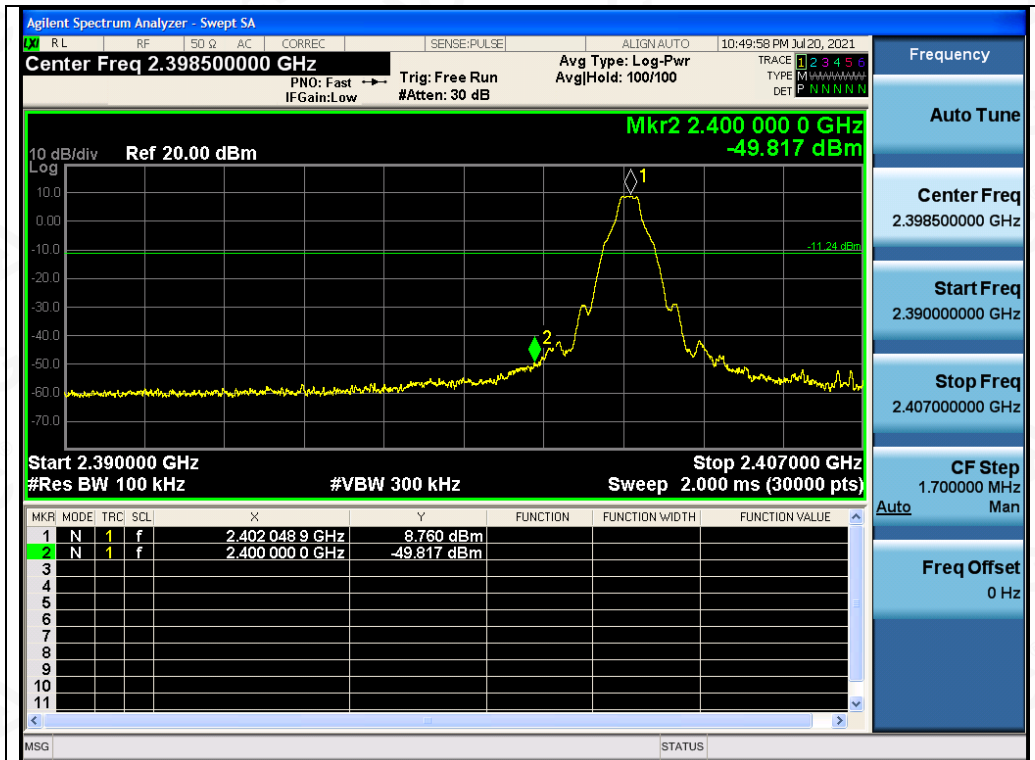 Agilent Spectrum Analyzer - Swept SA
LXI RL RF 50 Ω AC CORREC SENSE:PULSE ALIGNAUTO 10:49:58 PM Jul 20, 2021
Center Freq 2.398500000 GHz
PNO: Fast
IFGain:Low
Trig: Free Run
#Atten: 30 dB
Avg Type: Log-Pwr
Avg|Hold: 100/100
TRACE 1 2 3 4 5 6
TYPE M W W W W W
DET P N N N N N
Mkr2 2.400 000 0 GHz
-49.817 dBm
10 dB/div Ref 20.00 dBm
Log
10.0
0.00
-10.0
-20.0
-30.0
-40.0
-50.0
-60.0
-70.0
1
-11.24 dBm
2
Start 2.390000 GHz Stop 2.407000 GHz
#Res BW 100 kHz #VBW 300 kHz Sweep 2.000 ms (30000 pts)
MKR MODE TRC SCL X Y FUNCTION FUNCTION WIDTH FUNCTION VALUE
1 N 1 f 2.402 048 9 GHz 8.760 dBm
2 N 1 f 2.400 000 0 GHz -49.817 dBm
3
4
5
6
7
8
9
10
11
MSG STATUS
Frequency
Auto Tune
Center Freq
2.398500000 GHz
Start Freq
2.390000000 GHz
Stop Freq
2.407000000 GHz
CF Step
1.700000 MHz
Auto Man
Freq Offset
0 Hz